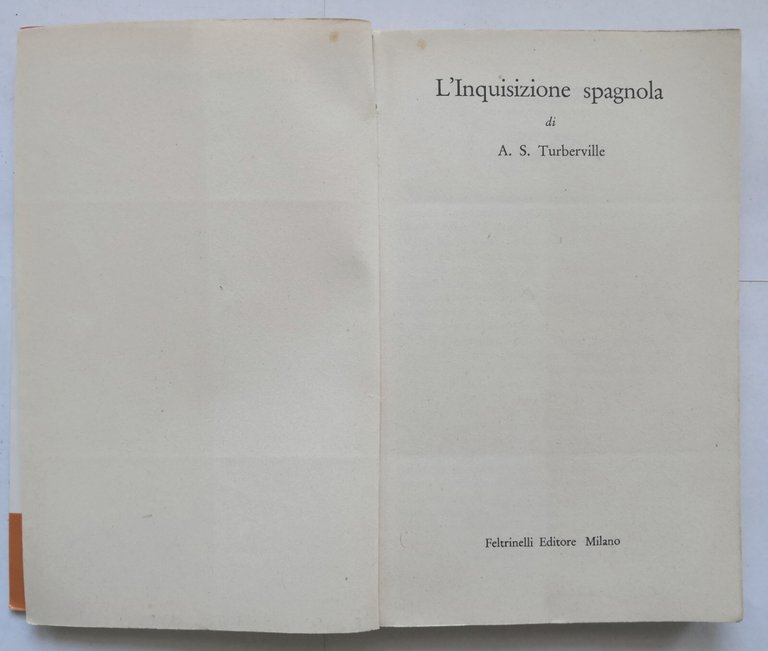 L'Inquisizione spagnola
di
A. S. Turberville
Feltrinelli Editore Milano